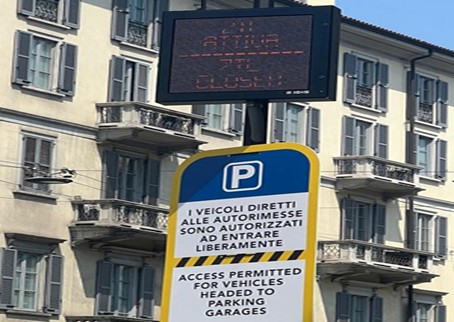 ZTL
ATTIVA
ZTL
CLOSED
P
I VEICOLI DIRETTI
ALLE AUTORIMESSE
SONO AUTORIZZATI
AD ENTRARE
LIBERAMENTE
ACCESS PERMITTED
FOR VEHICLES
HEADED TO
PARKING
GARAGES